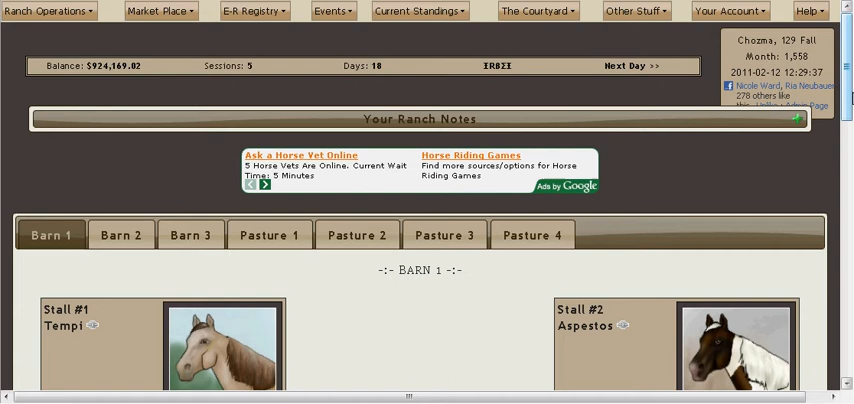 Ranch Operations Market Place E-R Registry Events Current Standings The Courtyard Other Stuff Your Account Help
Chozma, 129 Fall
Month: 1,558
2011-02-12 12:29:37
Nicole Ward, Ria Neubauer
278 others like
this. Unlike · Admin Page
Balance: $924,169.02 Sessions: 5 Days: 18 Next Day >>
Your Ranch Notes
Ask a Horse Vet Online
5 Horse Vets Are Online. Current Wait
Time: 5 Minutes
Horse Riding Games
Find more sources/options for Horse
Riding Games
Ads by Google
Barn 1 Barn 2 Barn 3 Pasture 1 Pasture 2 Pasture 3 Pasture 4
-:- BARN 1 -:-
Stall #1
Tempi
Stall #2
Aspestos